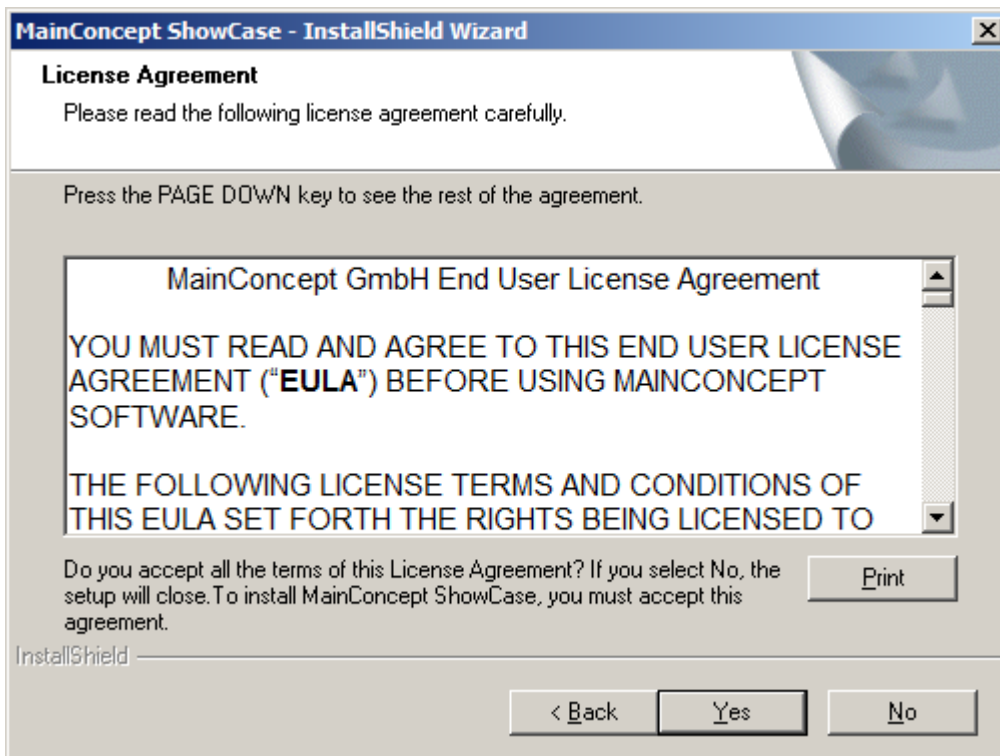 MainConcept ShowCase - InstallShield Wizard
License Agreement
Please read the following license agreement carefully.
Press the PAGE DOWN key to see the rest of the agreement.
MainConcept GmbH End User License Agreement
YOU MUST READ AND AGREE TO THIS END USER LICENSE
AGREEMENT (“EULA”) BEFORE USING MAINCONCEPT
SOFTWARE.
THE FOLLOWING LICENSE TERMS AND CONDITIONS OF
THIS EULA SET FORTH THE RIGHTS BEING LICENSED TO
Do you accept all the terms of this License Agreement? If you select No, the
setup will close.To install MainConcept ShowCase, you must accept this
agreement.
Print
InstallShield
< Back
Yes
No